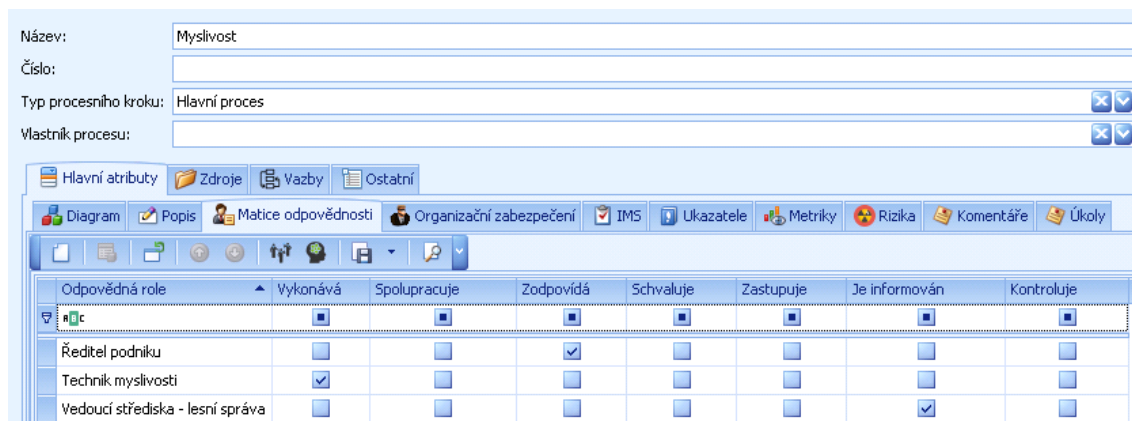 Název: Myslivost
Číslo:
Typ procesního kroku: Hlavní proces
Vlastník procesu:
Hlavní atributy Zdroje Vazby Ostatní
Diagram Popis Matice odpovědnosti Organizační zabezpečení IMS Ukazatele Metriky Rizika Komentáře Úkoly
Odpovědná role Vykonává Spolupracuje Zodpovídá Schvaluje Zastupuje Je informován Kontroluje
ABC
Ředitel podniku
Technik myslivosti
Vedoucí střediska - lesní správa